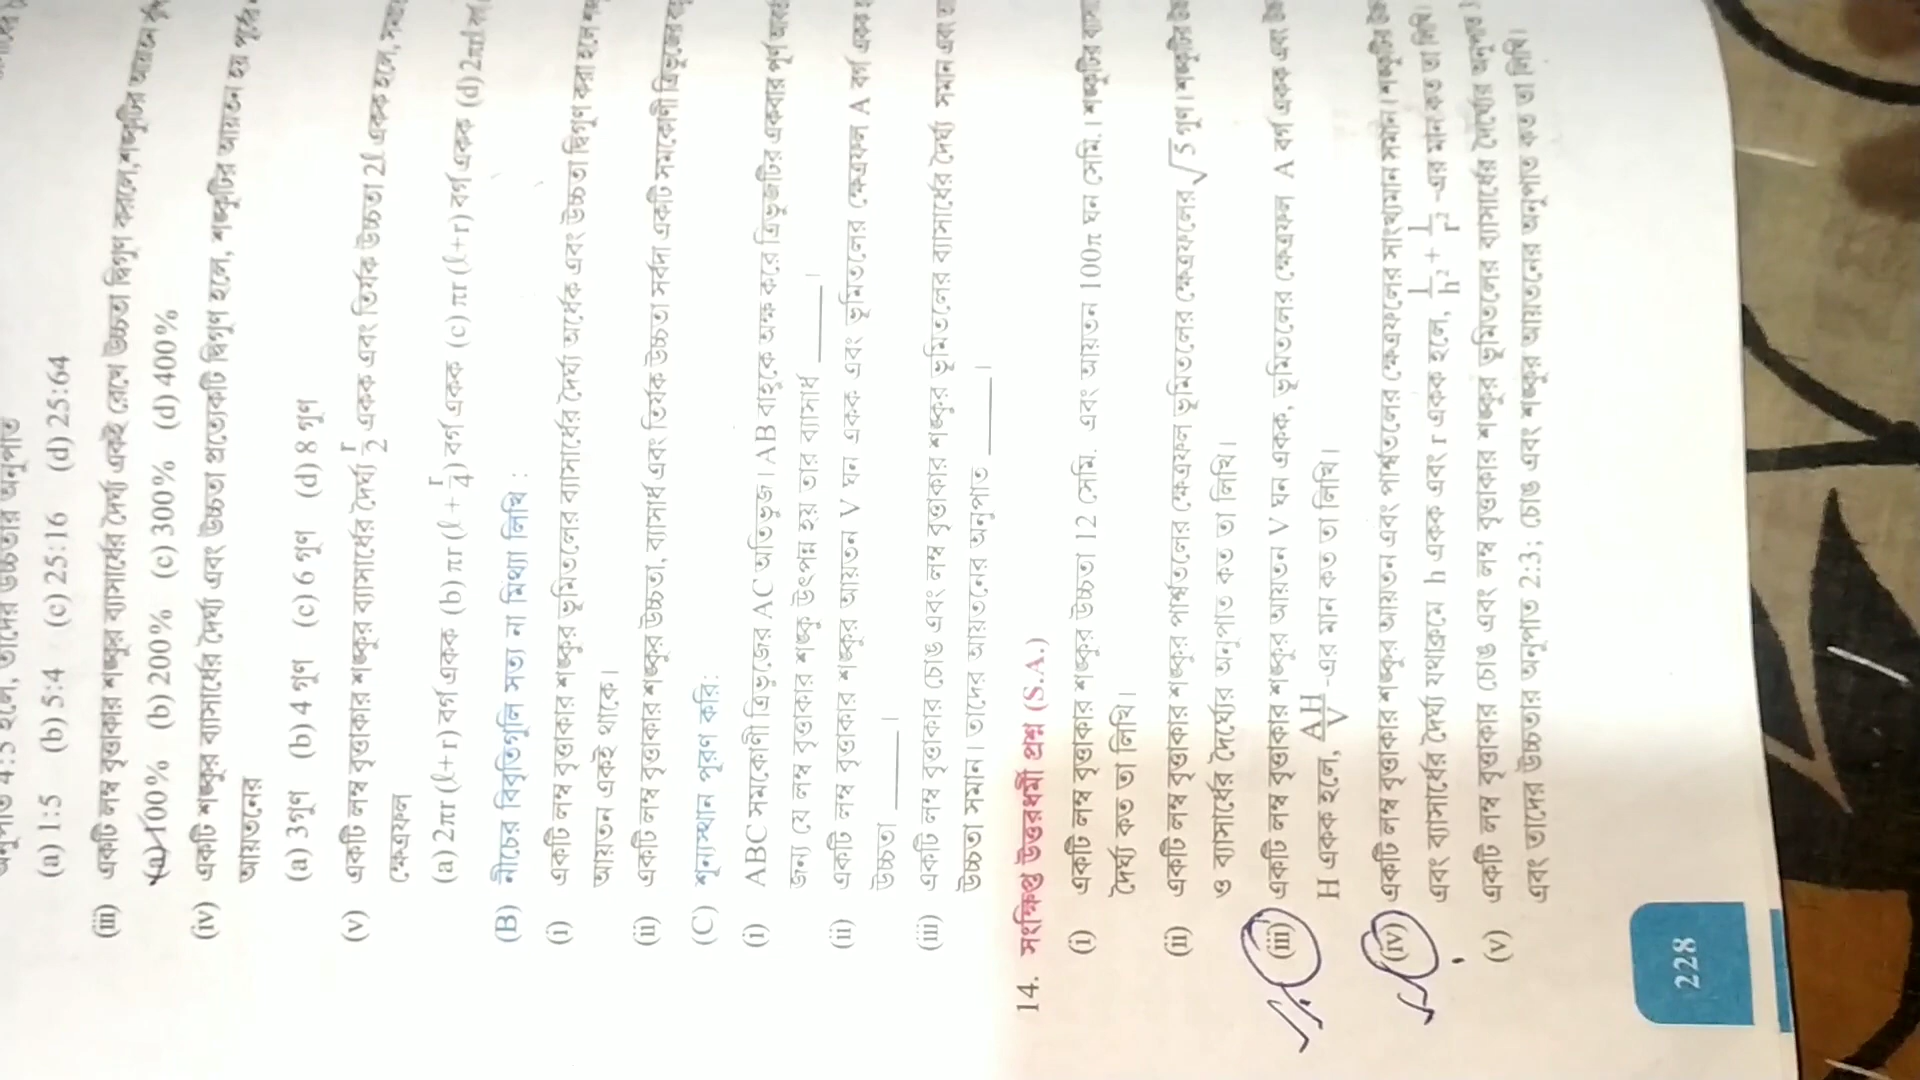 অনুপাত 4:5 হলে, তাদের উচ্চতার অনুপাত
(a) 1:5 (b) 5:4 (c) 25:16 (d) 25:64
(iii) একটি লম্ব বৃত্তাকার শঙ্কুর ব্যাসার্ধের দৈর্ঘ্য একই রেখে উচ্চতা দ্বিগুণ করলে, শঙ্কুটির আয়তন
(a) 100% (b) 200% (c) 300% (d) 400%
(iv) একটি শঙ্কুর ব্যাসার্ধের দৈর্ঘ্য এবং উচ্চতা প্রত্যেকটি দ্বিগুণ হলে, শঙ্কুটির আয়তন হয় পূর্বের
আয়তনের
(a) 3গুণ (b) 4 গুণ (c) 6 গুণ (d) 8 গুণ
(v) একটি লম্ব বৃত্তাকার শঙ্কুর ব্যাসার্ধের দৈর্ঘ্য r/2 একক এবং তির্যক উচ্চতা 2l একক হলে,
ক্ষেত্রফল
(a) 2πr (l+r) বর্গ একক (b) πr (l + r/4) বর্গ একক (c) πr (l+r) বর্গ একক (d) 2πrl
(B) নীচের বিবৃতিগুলি সত্য না মিথ্যা লিখি :
(i) একটি লম্ব বৃত্তাকার শঙ্কুর ভূমিতলের ব্যাসার্ধের দৈর্ঘ্য অর্ধেক এবং উচ্চতা দ্বিগুণ করা হলে
আয়তন একই থাকে।
(ii) একটি লম্ব বৃত্তাকার শঙ্কুর উচ্চতা, ব্যাসার্ধ এবং তির্যক উচ্চতা সর্বদা একটি সমকোণী ত্রিভুজের
(C) শূন্যস্থান পূরণ করি:
(i) ABC সমকোণী ত্রিভুজের AC অতিভুজ। AB বাহুকে অক্ষ করে ত্রিভুজটির একবার পূর্ণ
জন্য যে লম্ব বৃত্তাকার শঙ্কু উৎপন্ন হয় তার ব্যাসার্ধ ______।
(ii) একটি লম্ব বৃত্তাকার শঙ্কুর আয়তন V ঘন একক এবং ভূমিতলের ক্ষেত্রফল A বর্গ একক
উচ্চতা ______।
(iii) একটি লম্ব বৃত্তাকার চোঙ এবং লম্ব বৃত্তাকার শঙ্কুর ভূমিতলের ব্যাসার্ধের দৈর্ঘ্য সমান এবং
উচ্চতা সমান। তাদের আয়তনের অনুপাত ______।
14. সংক্ষিপ্ত উত্তরধর্মী প্রশ্ন (S.A.)
(i) একটি লম্ব বৃত্তাকার শঙ্কুর উচ্চতা 12 সেমি. এবং আয়তন 100π ঘন সেমি.। শঙ্কুটির
দৈর্ঘ্য কত তা লিখি।
(ii) একটি লম্ব বৃত্তাকার শঙ্কুর পার্শ্বতলের ক্ষেত্রফল ভূমিতলের ক্ষেত্রফলের √5 গুণ। শঙ্কুটির
ও ব্যাসার্ধের দৈর্ঘ্যের অনুপাত কত তা লিখি।
(iii) একটি লম্ব বৃত্তাকার শঙ্কুর আয়তন V ঘন একক, ভূমিতলের ক্ষেত্রফল A বর্গ একক এবং
H একক হলে, AH/V -এর মান কত তা লিখি।
(iv) একটি লম্ব বৃত্তাকার শঙ্কুর আয়তন এবং পার্শ্বতলের ক্ষেত্রফলের সাংখ্যমান সমান। শঙ্কুটির
এবং ব্যাসার্ধের দৈর্ঘ্য যথাক্রমে h একক এবং r একক হলে, 1/h² + 1/r² -এর মান কত তা লিখি।
(v) একটি লম্ব বৃত্তাকার চোঙ এবং লম্ব বৃত্তাকার শঙ্কুর ভূমিতলের ব্যাসার্ধের দৈর্ঘ্যের অনুপাত
এবং তাদের উচ্চতার অনুপাত 2:3; চোঙ এবং শঙ্কুর আয়তনের অনুপাত কত তা লিখি।
228